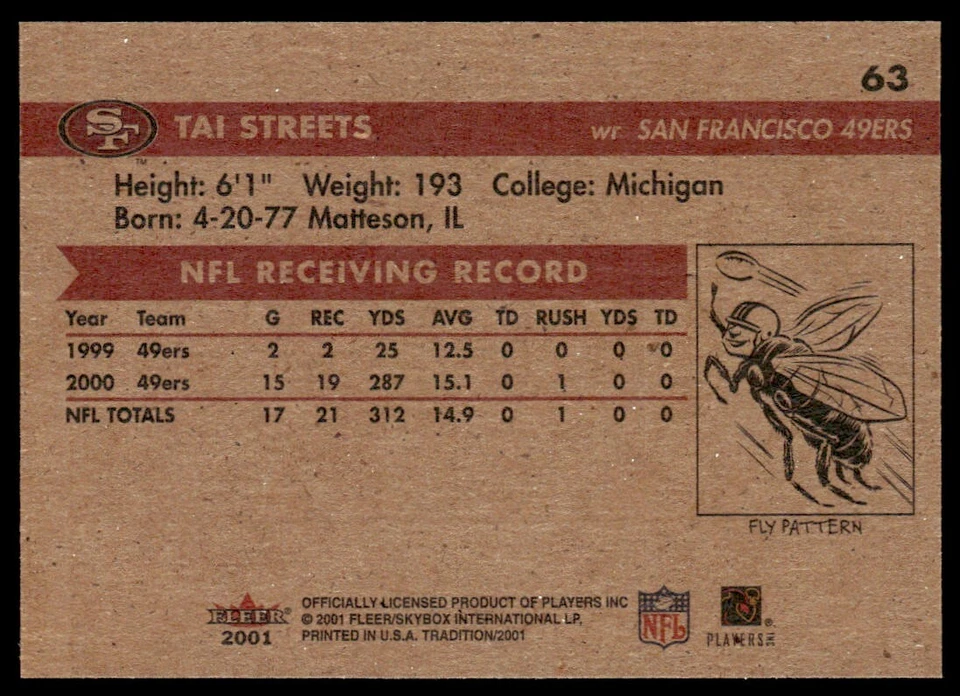 63
SF TAI STREETS wr SAN FRANCISCO 49ERS
TM
Height: 6'1" Weight: 193 College: Michigan
Born: 4-20-77 Matteson, IL
NFL RECEIVING RECORD
Year Team G REC YDS AVG TD RUSH YDS TD
1999 49ers 2 2 25 12.5 0 0 0 0
2000 49ers 15 19 287 15.1 0 1 0 0
NFL TOTALS 17 21 312 14.9 0 1 0 0
FLY PATTERN
FLEER®
2001
OFFICIALLY LICENSED PRODUCT OF PLAYERS INC
© 2001 FLEER/SKYBOX INTERNATIONAL LP,
PRINTED IN U.S.A. TRADITION/2001
NFL
PLAYERS INC ®